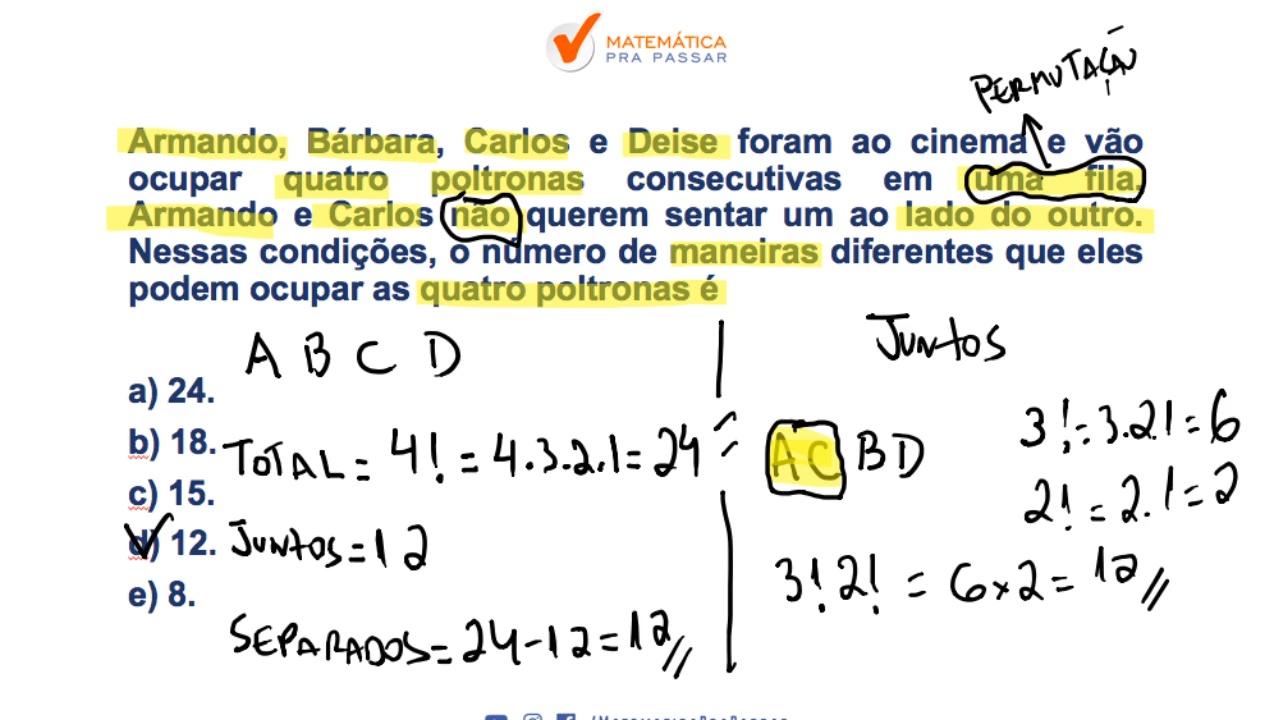 MATEMÁTICA
PRA PASSAR
PERMUTAÇÃO
Armando, Bárbara, Carlos e Deise foram ao cinema e vão
ocupar quatro poltronas consecutivas em uma fila.
Armando e Carlos não querem sentar um ao lado do outro.
Nessas condições, o número de maneiras diferentes que eles
podem ocupar as quatro poltronas é
A B C D
a) 24.
b) 18.
c) 15.
d) 12.
e) 8.
TOTAL = 4! = 4.3.2.1 = 24
JUNTOS = 12
SEPARADOS = 24 - 12 = 12
JUNTOS
AC B D
3! = 3.2.1 = 6
2! = 2.1 = 2
3! 2! = 6 x 2 = 12